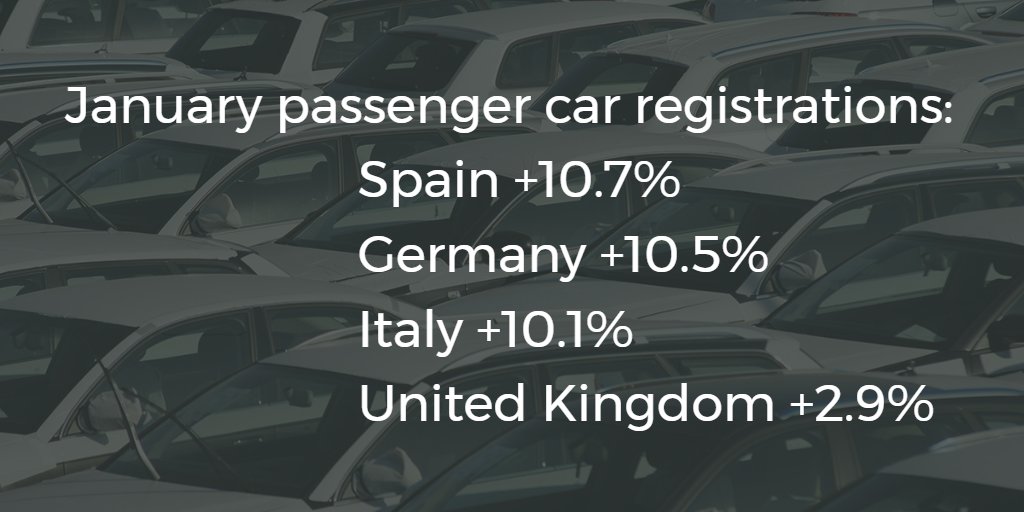 January passenger car registrations:
Spain +10.7%
Germany +10.5%
Italy +10.1%
United Kingdom +2.9%